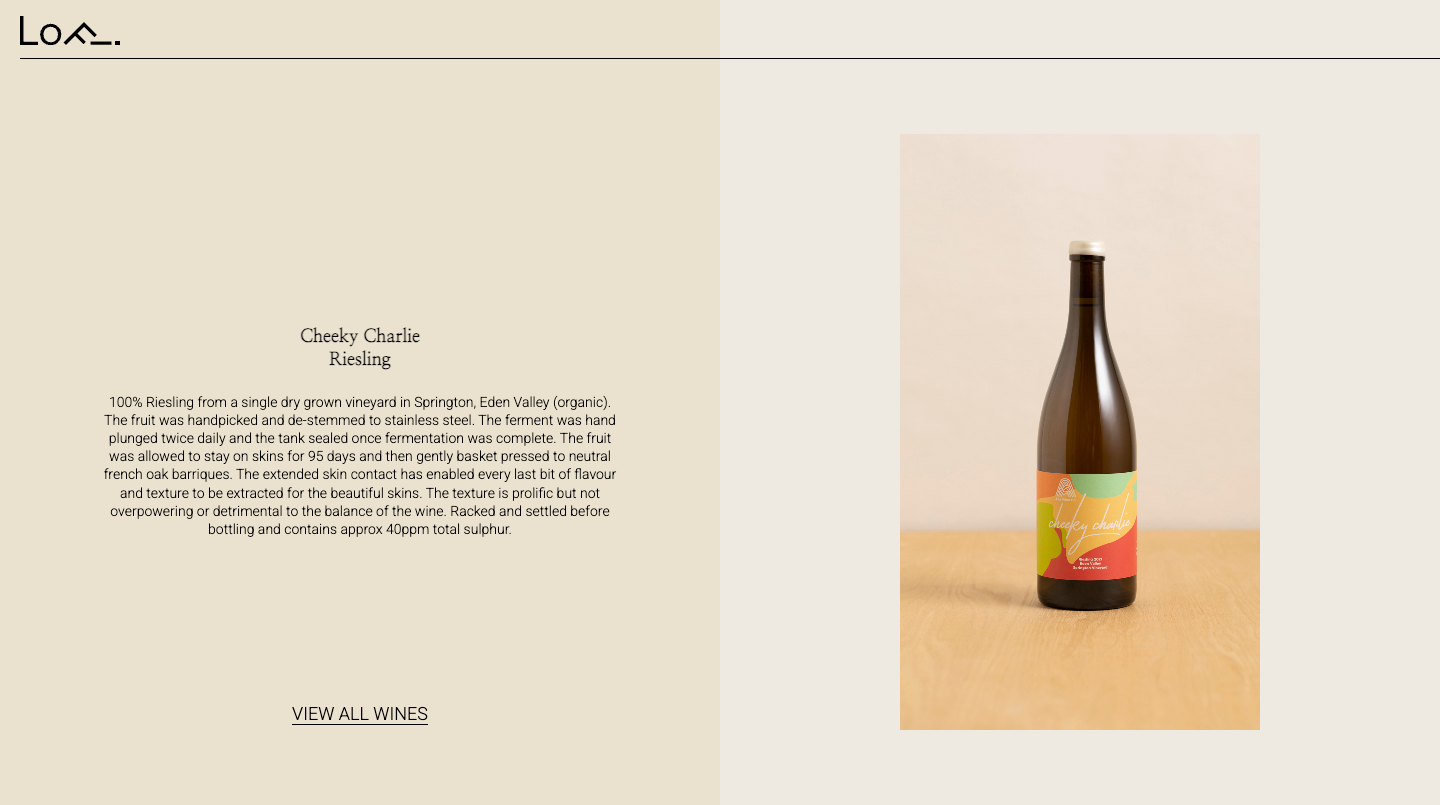 Cheeky Charlie
Riesling
100% Riesling from a single dry grown vineyard in Springton, Eden Valley (organic).
The fruit was handpicked and de-stemmed to stainless steel. The ferment was hand
plunged twice daily and the tank sealed once fermentation was complete. The fruit
was allowed to stay on skins for 95 days and then gently basket pressed to neutral
french oak barriques. The extended skin contact has enabled every last bit of flavour
and texture to be extracted for the beautiful skins. The texture is prolific but not
overpowering or detrimental to the balance of the wine. Racked and settled before
bottling and contains approx 40ppm total sulphur.
VIEW ALL WINES
cheeky charlie
Eden Valley